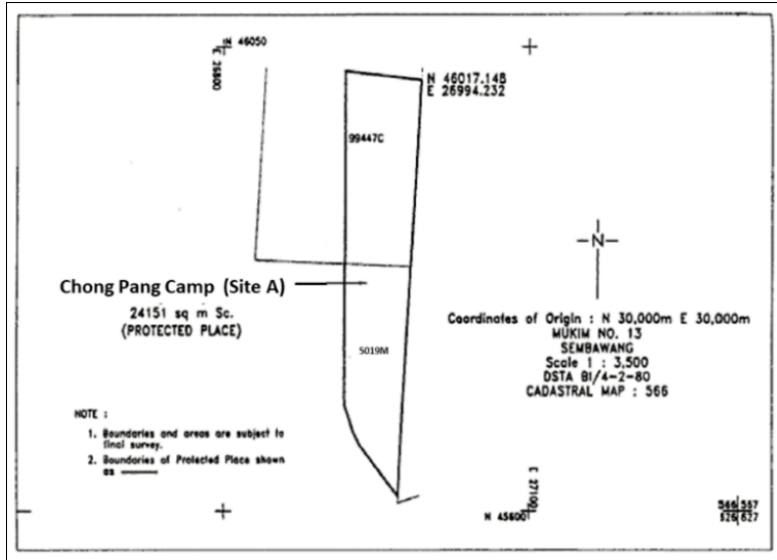 N 46050
E 26800
N 46017.148
E 26994.232
99447C
-N-
Chong Pang Camp (Site A)
24151 sq m Sc.
(PROTECTED PLACE)
5019M
Coordinates of Origin : N 30,000m E 30,000m
MUKIM NO. 13
SEMBAWANG
Scale 1 : 3,500
DSTA BI/4-2-80
CADASTRAL MAP : 566
NOTE :
1. Boundaries and areas are subject to
final survey.
2. Boundaries of Protected Place shown
as
E 27100
N 45600
566 567
626 627